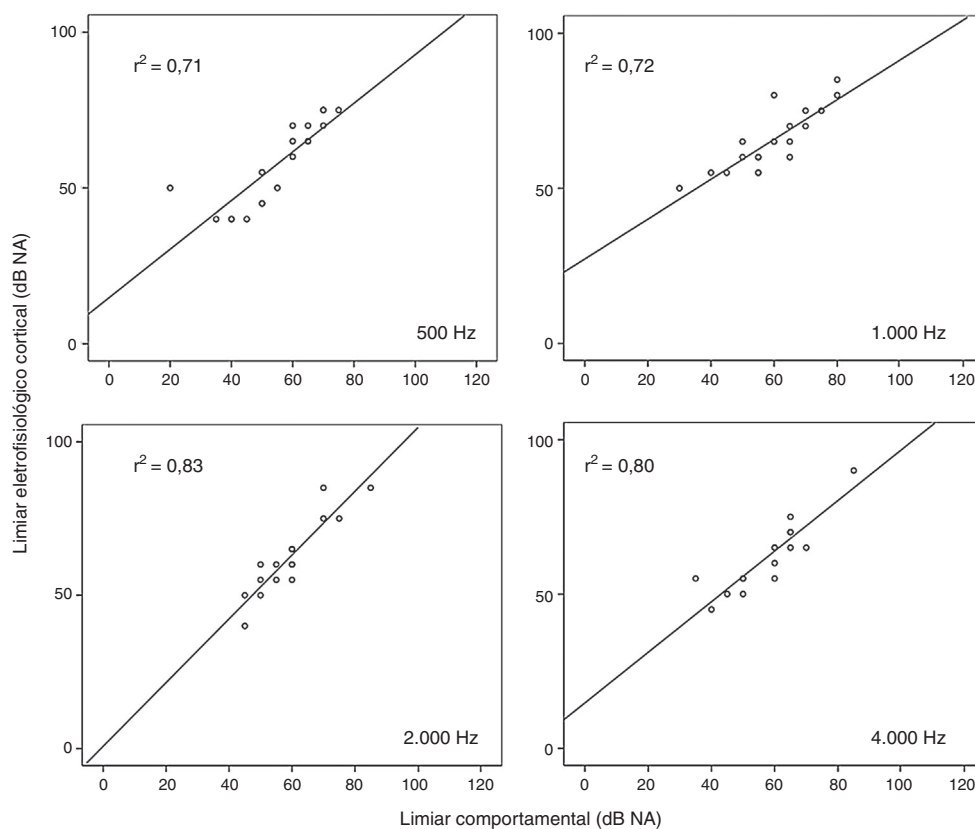 Limiar eletrofisiológico cortical (dB NA)
100
50
0
r² = 0,71
500 Hz
0 20 40 60 80 100 120
100
50
0
r² = 0,72
1.000 Hz
0 20 40 60 80 100 120
100
50
0
r² = 0,83
2.000 Hz
0 20 40 60 80 100 120
100
50
0
r² = 0,80
4.000 Hz
0 20 40 60 80 100 120
Limiar comportamental (dB NA)